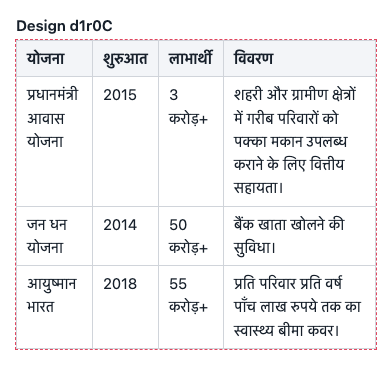 Design d1r0C
योजना शुरुआत लाभार्थी विवरण
प्रधानमंत्री 2015 3 शहरी और ग्रामीण क्षेत्रों
आवास करोड़+ में गरीब परिवारों को
योजना पक्का मकान उपलब्ध
कराने के लिए वित्तीय
सहायता।
जन धन 2014 50 बैंक खाता खोलने की
योजना करोड़+ सुविधा।
आयुष्मान 2018 55 प्रति परिवार प्रति वर्ष
भारत करोड़+ पाँच लाख रुपये तक का
स्वास्थ्य बीमा कवर।